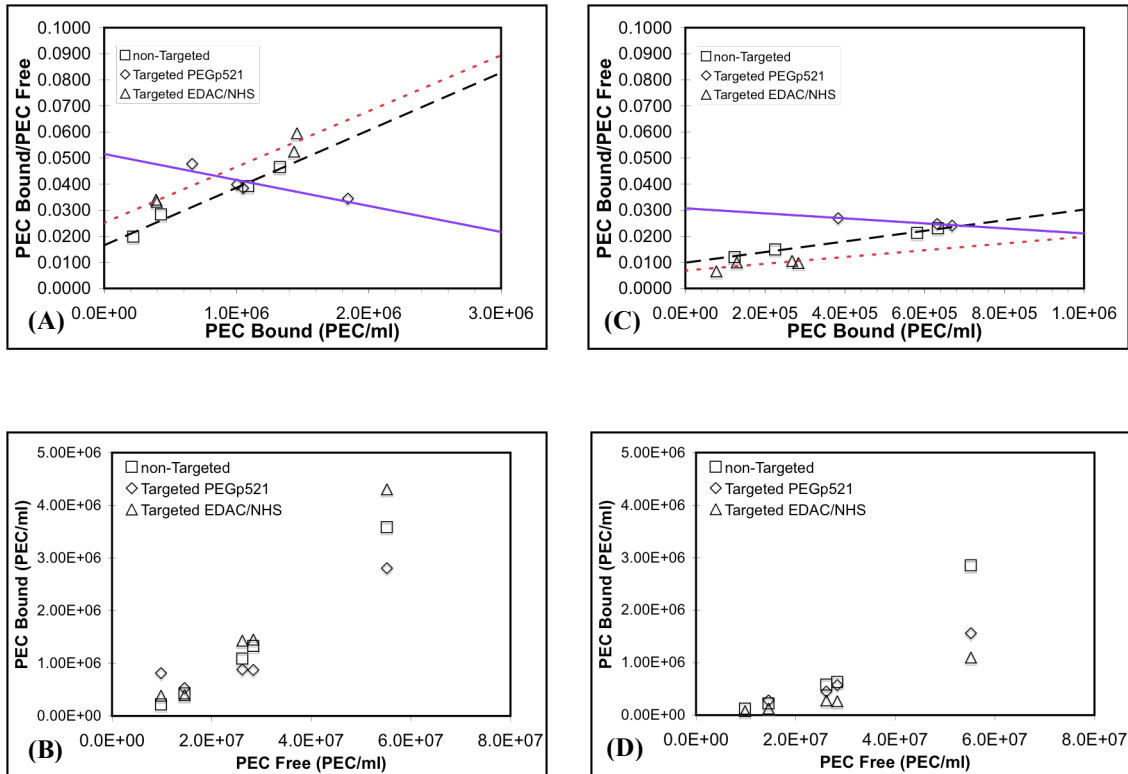 0.1000
0.0900
0.0800
0.0700
0.0600
0.0500
0.0400
0.0300
0.0200
0.0100
0.0000
PEC Bound/PEC Free
non-Targeted
Targeted PEGp521
Targeted EDAC/NHS
0.0E+00 1.0E+06 2.0E+06 3.0E+06
(A)
PEC Bound (PEC/ml)
0.1000
0.0900
0.0800
0.0700
0.0600
0.0500
0.0400
0.0300
0.0200
0.0100
0.0000
PEC Bound/PEC Free
non-Targeted
Targeted PEGp521
Targeted EDAC/NHS
0.0E+00 2.0E+05 4.0E+05 6.0E+05 8.0E+05 1.0E+06
(C)
PEC Bound (PEC/ml)
5.00E+06
4.00E+06
3.00E+06
2.00E+06
1.00E+06
0.00E+00
PEC Bound (PEC/ml)
non-Targeted
Targeted PEGp521
Targeted EDAC/NHS
0.0E+00 2.0E+07 4.0E+07 6.0E+07 8.0E+07
(B)
PEC Free (PEC/ml)
5.00E+06
4.00E+06
3.00E+06
2.00E+06
1.00E+06
0.00E+00
PEC Bound (PEC/ml)
non-Targeted
Targeted PEGp521
Targeted EDAC/NHS
0.0E+00 2.0E+07 4.0E+07 6.0E+07 8.0E+07
(D)
PEC Free (PEC/ml)